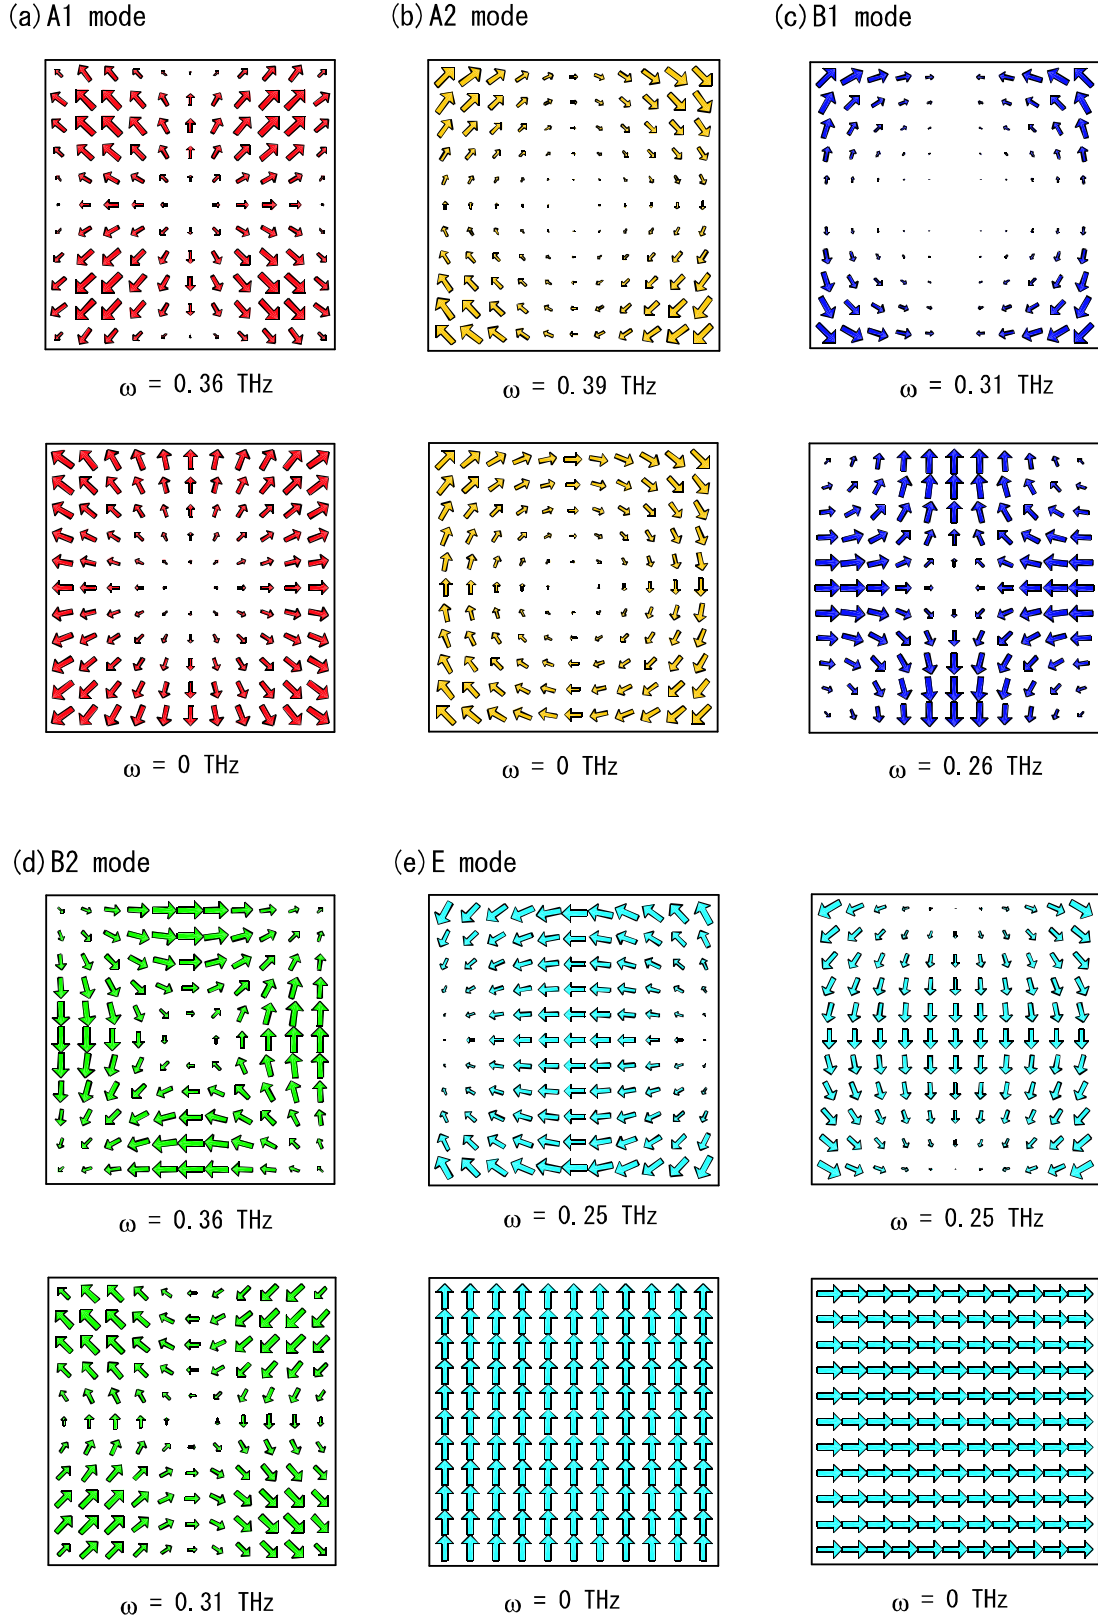 (a) A1 mode
(b) A2 mode
(c) B1 mode
ω = 0.36 THz
ω = 0.39 THz
ω = 0.31 THz
ω = 0 THz
ω = 0 THz
ω = 0.26 THz
(d) B2 mode
(e) E mode
ω = 0.36 THz
ω = 0.25 THz
ω = 0.25 THz
ω = 0.31 THz
ω = 0 THz
ω = 0 THz